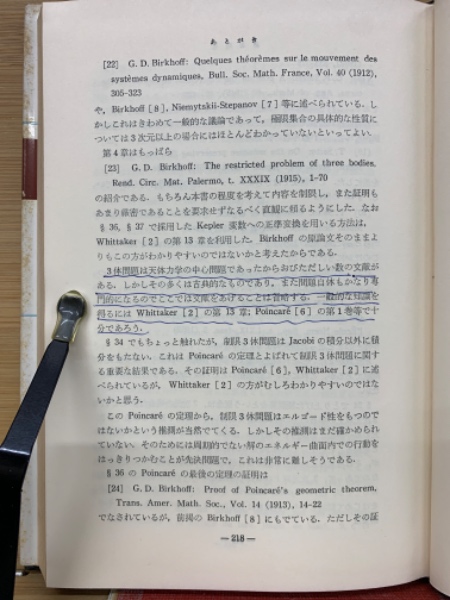 あとがき
[22] G. D. Birkhoff: Quelques théorèmes sur le mouvement des
systèmes dynamiques, Bull. Soc. Math. France, Vol. 40 (1912),
305-323
や，Birkhoff [8]，Niemytskii-Stepanov [7] 等に述べられている．し
かしこれはきわめて一般的な議論であって，極限集合の具体的な性質に
ついては3次元以上の場合にはほとんどわかっていないといってよい．
第4章はもっぱら
[23] G. D. Birkhoff: The restricted problem of three bodies,
Rend. Circ. Mat. Palermo, t. XXXIX (1915), 1-70
の紹介である．もちろん本書の程度を考えて内容を制限し，また証明も
あまり厳密であることを要求せずなるべく直観に頼るようにした．なお
§36, §37 で採用した Kepler 変数への正準変換を用いる方法は，
Whittaker [2] の第13章を利用した．Birkhoff の原論文そのままよ
りもこの方がわかりやすいのではないかと考えたからである．
3体問題は天体力学の中心問題であったからおびただしい数の文献が
ある．しかしその多くは古典的なものであり，また問題自体もかなり専
門的になるのでここでは文献をあげることは省略する．一般的な知識を
得るには Whittaker [2] の第13章；Poincaré [6] の第1巻等で十
分であろう．
§34 でもちょっと触れたが，制限3体問題は Jacobi の積分以外に積
分をもたない．これは Poincaré の定理とよばれて制限3体問題に関す
る重要な結果である．その証明は Poincaré [6]，Whittaker [2] に述
べられているが，Whittaker [2] の方がむしろわかりやすいのではな
いかと思う．
この Poincaré の定理から，制限3体問題はエルゴード性をもつので
はないかという推測が当然でてくる．しかしその推測はまだ確かめられ
ていない．そのためには周期的でない解のエネルギー曲面内での行動を
はっきりつかむことが先決問題で，これは非常に難しそうである．
§36 の Poincaré の最後の定理の証明は
[24] G. D. Birkhoff: Proof of Poincaré's geometric theorem,
Trans. Amer. Math. Soc., Vol. 14 (1913), 14-22
でなされているが，前掲の Birkhoff [8] にもでている．ただしその証
—218—